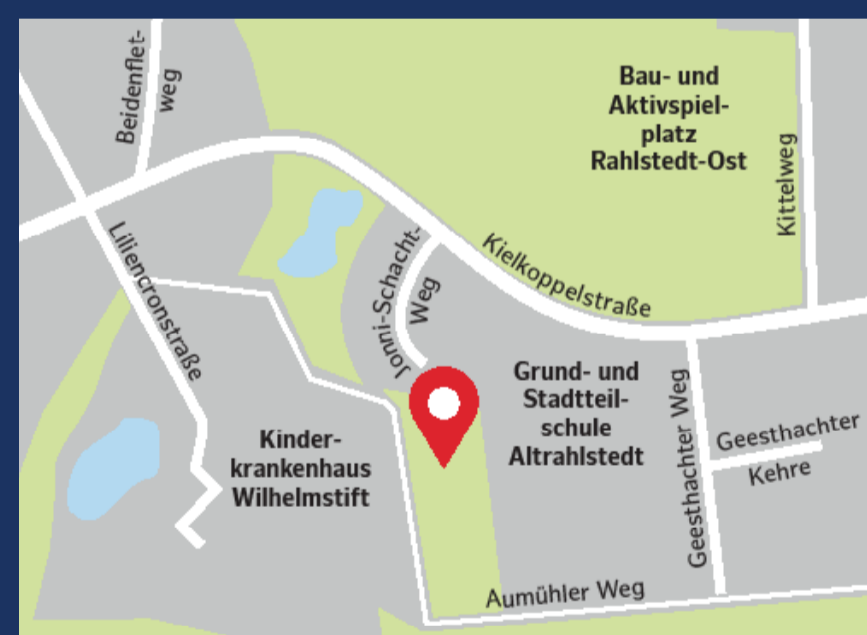 Beidenflet-
weg
Bau- und
Aktivspiel-
platz
Rahlstedt-Ost
Kittelweg
Liliencronstraße
Jonni-Schacht-
Weg
Kielkoppelstraße
Grund- und
Stadtteil-
schule
Altrahlstedt
Geesthachter Weg
Geesthachter
Kehre
Kinder-
krankenhaus
Wilhelmstift
Aumühler Weg